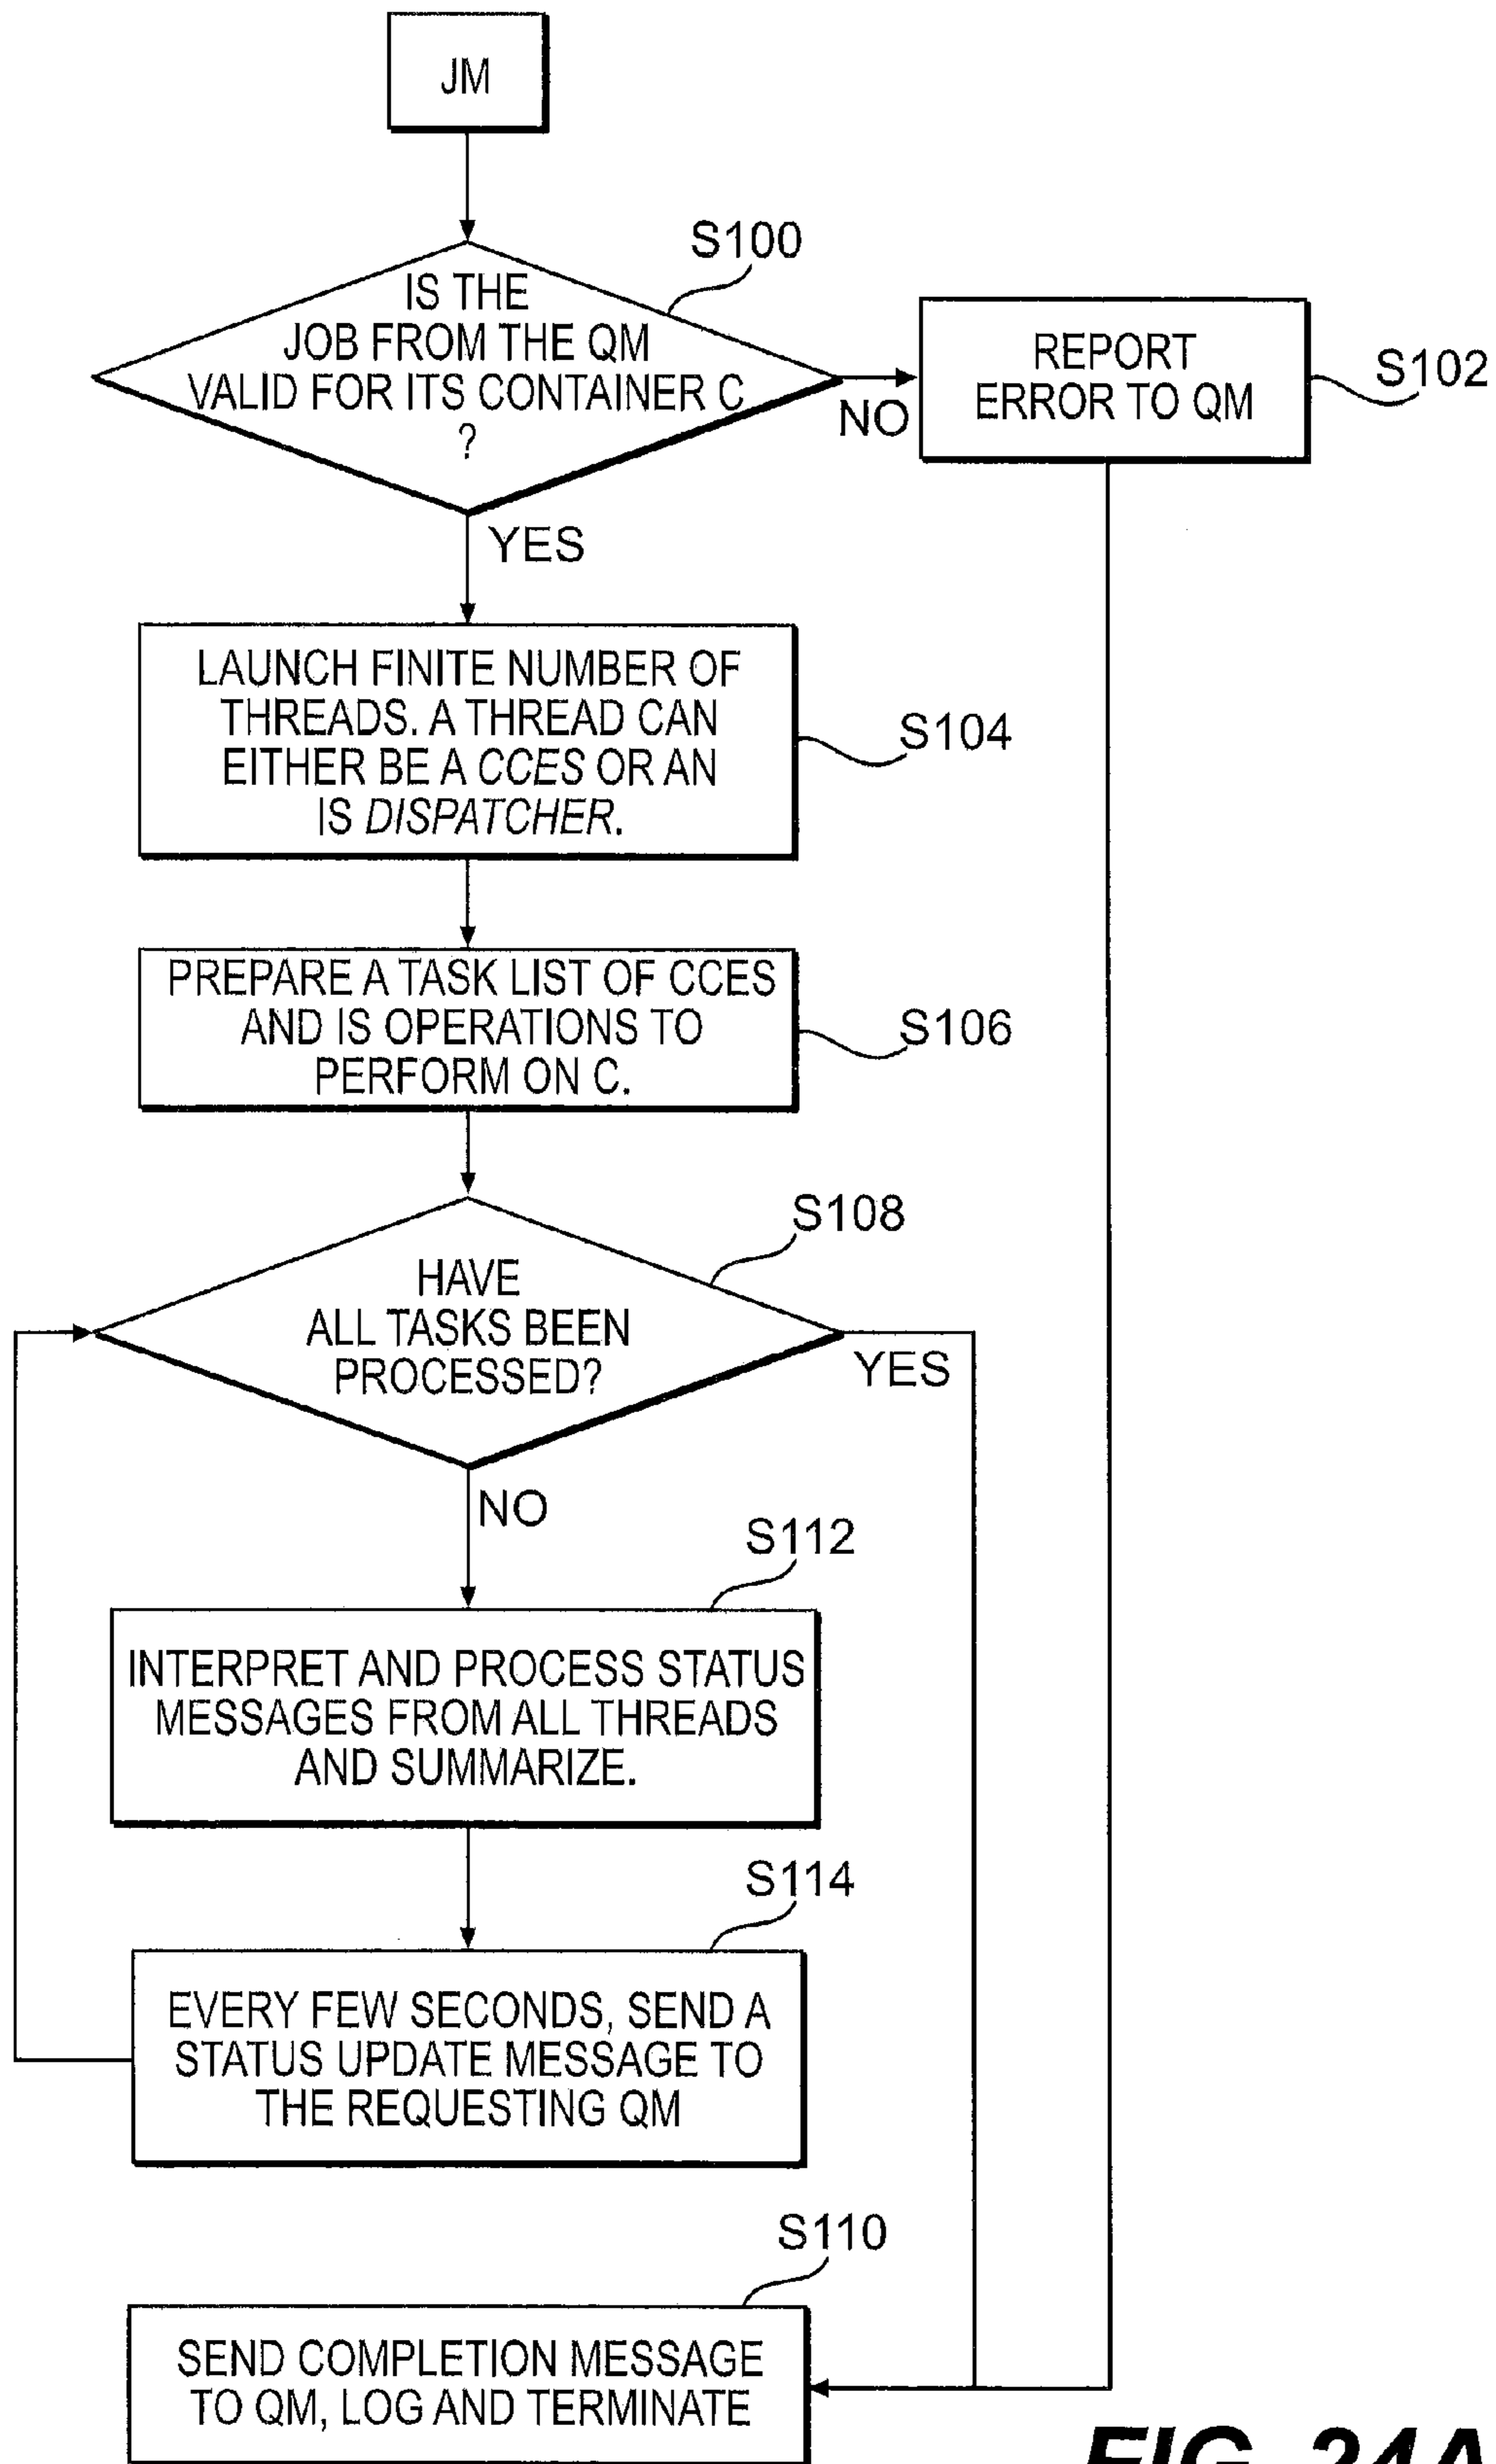 JM
S100
IS THE
JOB FROM THE QM
VALID FOR ITS CONTAINER C
?
NO
REPORT
ERROR TO QM
S102
YES
LAUNCH FINITE NUMBER OF
THREADS. A THREAD CAN
EITHER BE A CCES OR AN
IS DISPATCHER.
S104
PREPARE A TASK LIST OF CCES
AND IS OPERATIONS TO
PERFORM ON C.
S106
S108
HAVE
ALL TASKS BEEN
PROCESSED?
YES
NO
S112
INTERPRET AND PROCESS STATUS
MESSAGES FROM ALL THREADS
AND SUMMARIZE.
S114
EVERY FEW SECONDS, SEND A
STATUS UPDATE MESSAGE TO
THE REQUESTING QM
S110
SEND COMPLETION MESSAGE
TO QM, LOG AND TERMINATE
FIG. 24A